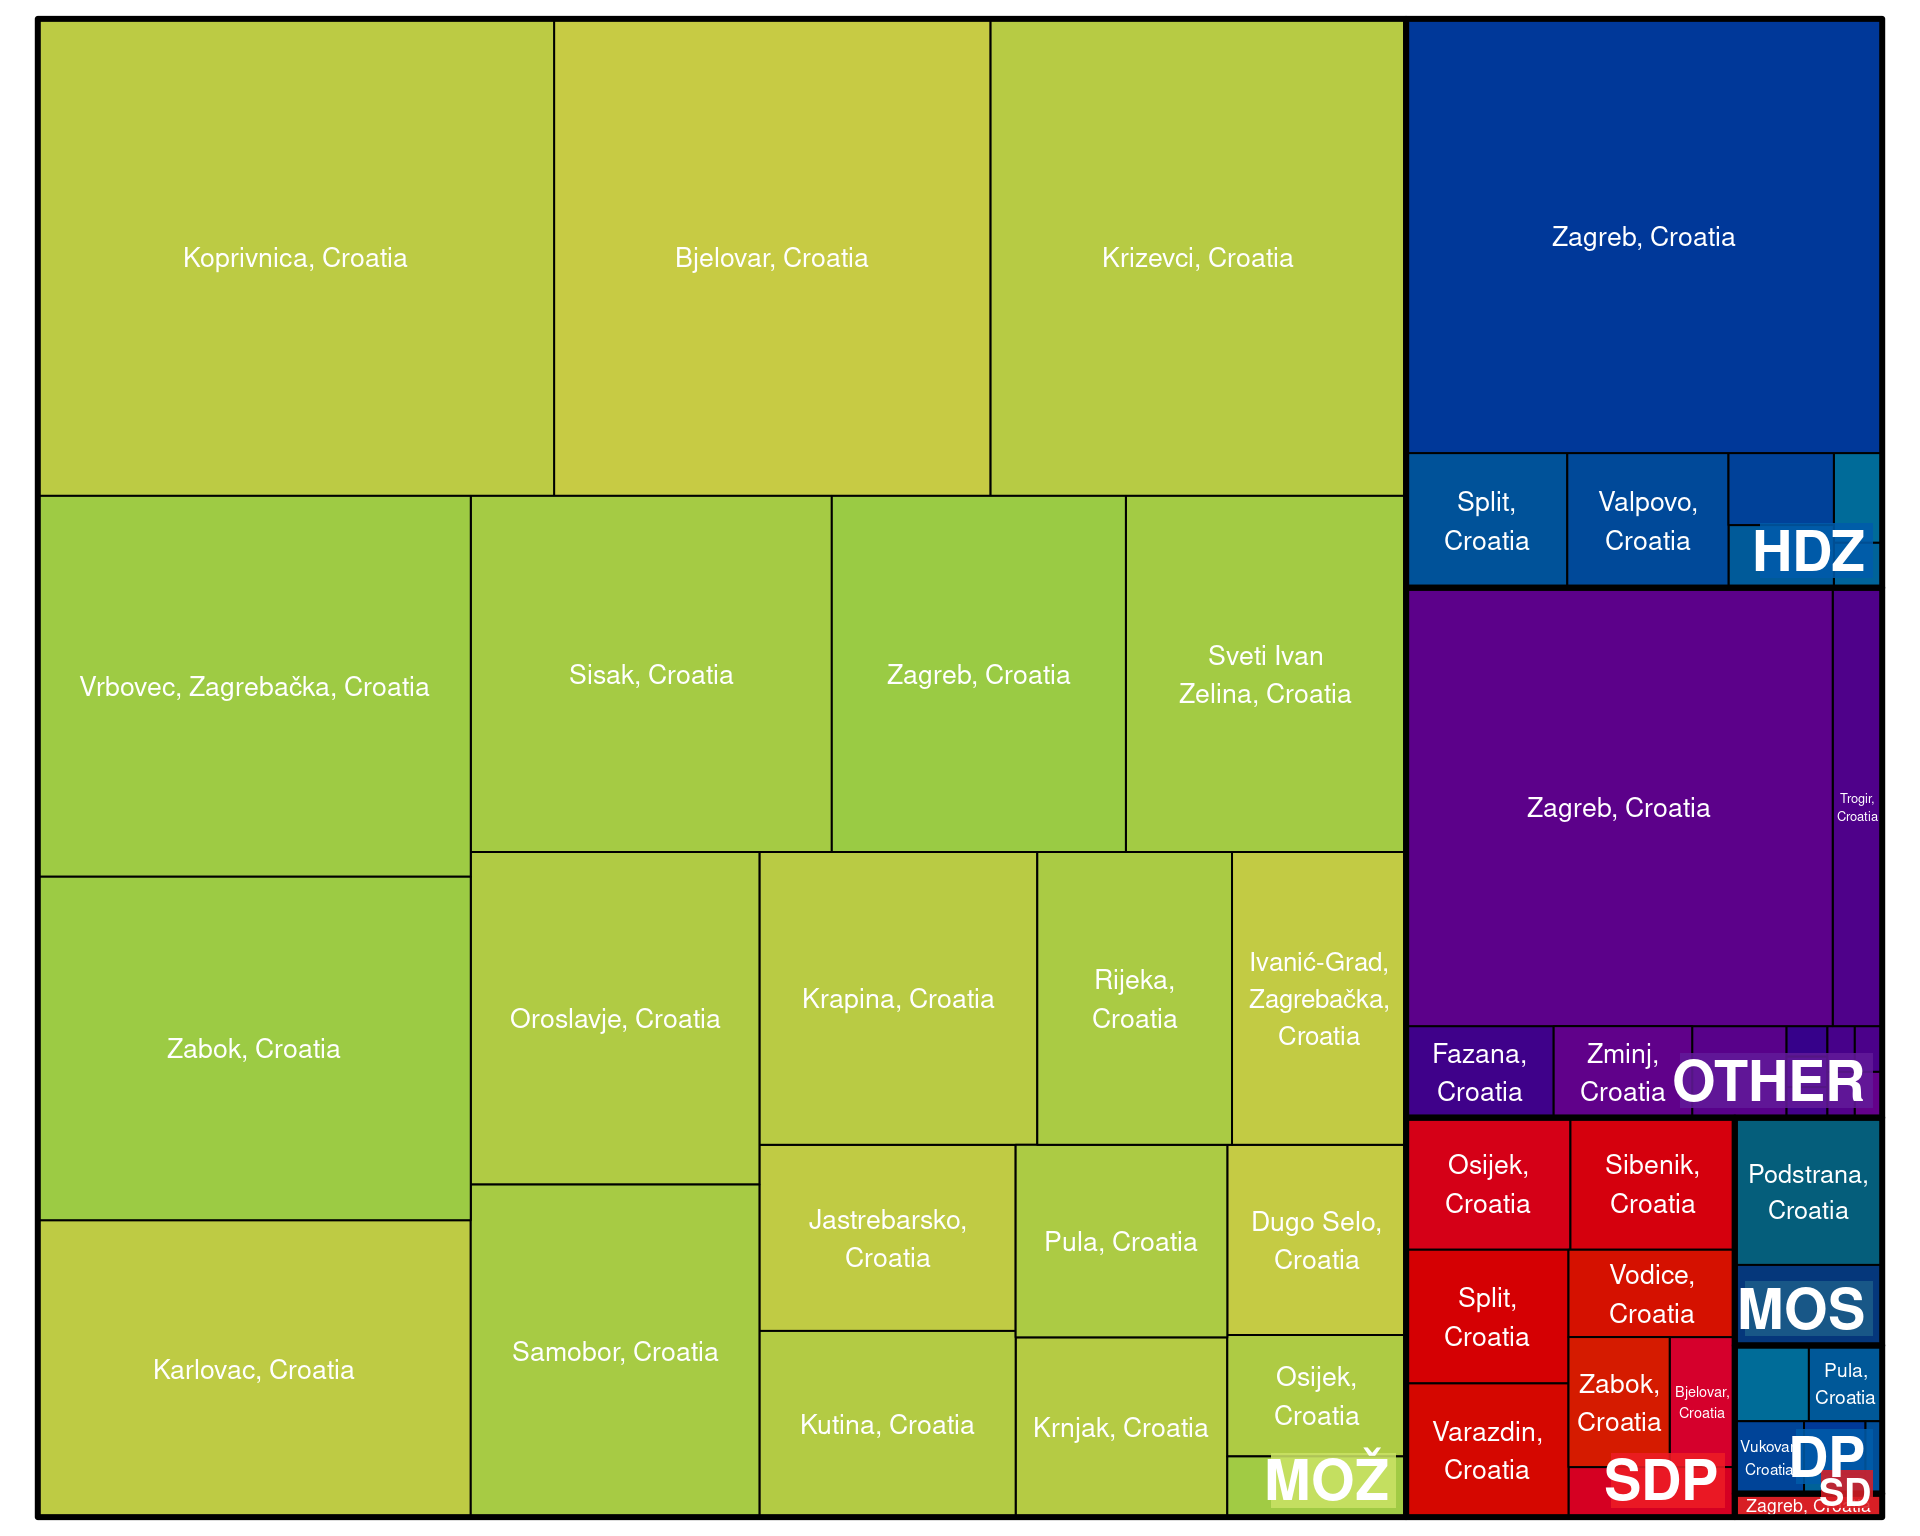 Koprivnica, Croatia
Bjelovar, Croatia
Krizevci, Croatia
Vrbovec, Zagrebačka, Croatia
Sisak, Croatia
Zagreb, Croatia
Sveti Ivan
Zelina, Croatia
Zabok, Croatia
Oroslavje, Croatia
Krapina, Croatia
Rijeka,
Croatia
Ivanić-Grad,
Zagrebačka,
Croatia
Karlovac, Croatia
Samobor, Croatia
Jastrebarsko,
Croatia
Pula, Croatia
Dugo Selo,
Croatia
Kutina, Croatia
Krnjak, Croatia
Osijek,
Croatia
MOŽ
Zagreb, Croatia
Split,
Croatia
Valpovo,
Croatia
HDZ
Zagreb, Croatia
Trogir,
Croatia
Fazana,
Croatia
Zminj,
Croatia
OTHER
Osijek,
Croatia
Sibenik,
Croatia
Split,
Croatia
Vodice,
Croatia
Varazdin,
Croatia
Zabok,
Croatia
Bjelovar,
Croatia
SDP
Podstrana,
Croatia
MOS
Pula,
Croatia
Vukovar,
Croatia
DP
Zagreb, Croatia
SD